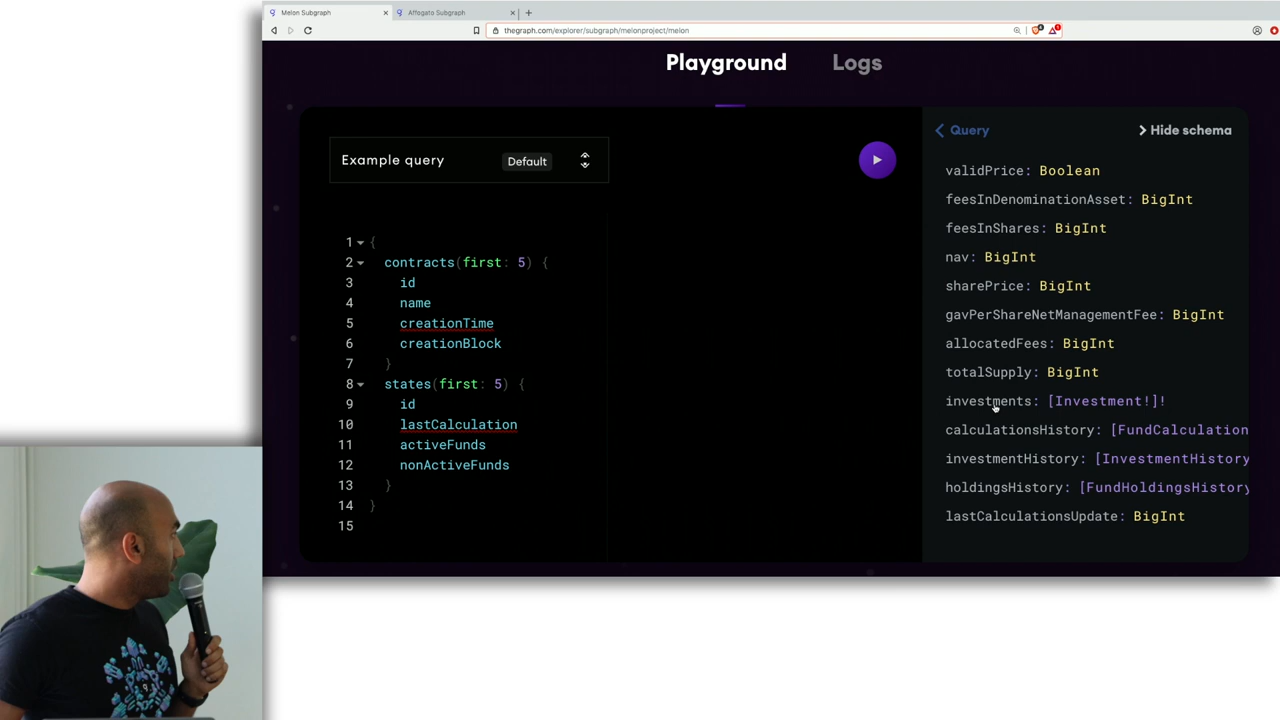 Melon Subgraph
Affogato Subgraph
thegraph.com/explorer/subgraph/melonproject/melon
Playground
Logs
Example query
Default
Query
Hide schema
1 {
2 contracts(first: 5) {
3 id
4 name
5 creationTime
6 creationBlock
7 }
8 states(first: 5) {
9 id
10 lastCalculation
11 activeFunds
12 nonActiveFunds
13 }
14 }
15
validPrice: Boolean
feesInDenominationAsset: BigInt
feesInShares: BigInt
nav: BigInt
sharePrice: BigInt
gavPerShareNetManagementFee: BigInt
allocatedFees: BigInt
totalSupply: BigInt
investments: [Investment!]!
calculationsHistory: [FundCalculation
investmentHistory: [InvestmentHistory
holdingsHistory: [FundHoldingsHistory
lastCalculationsUpdate: BigInt